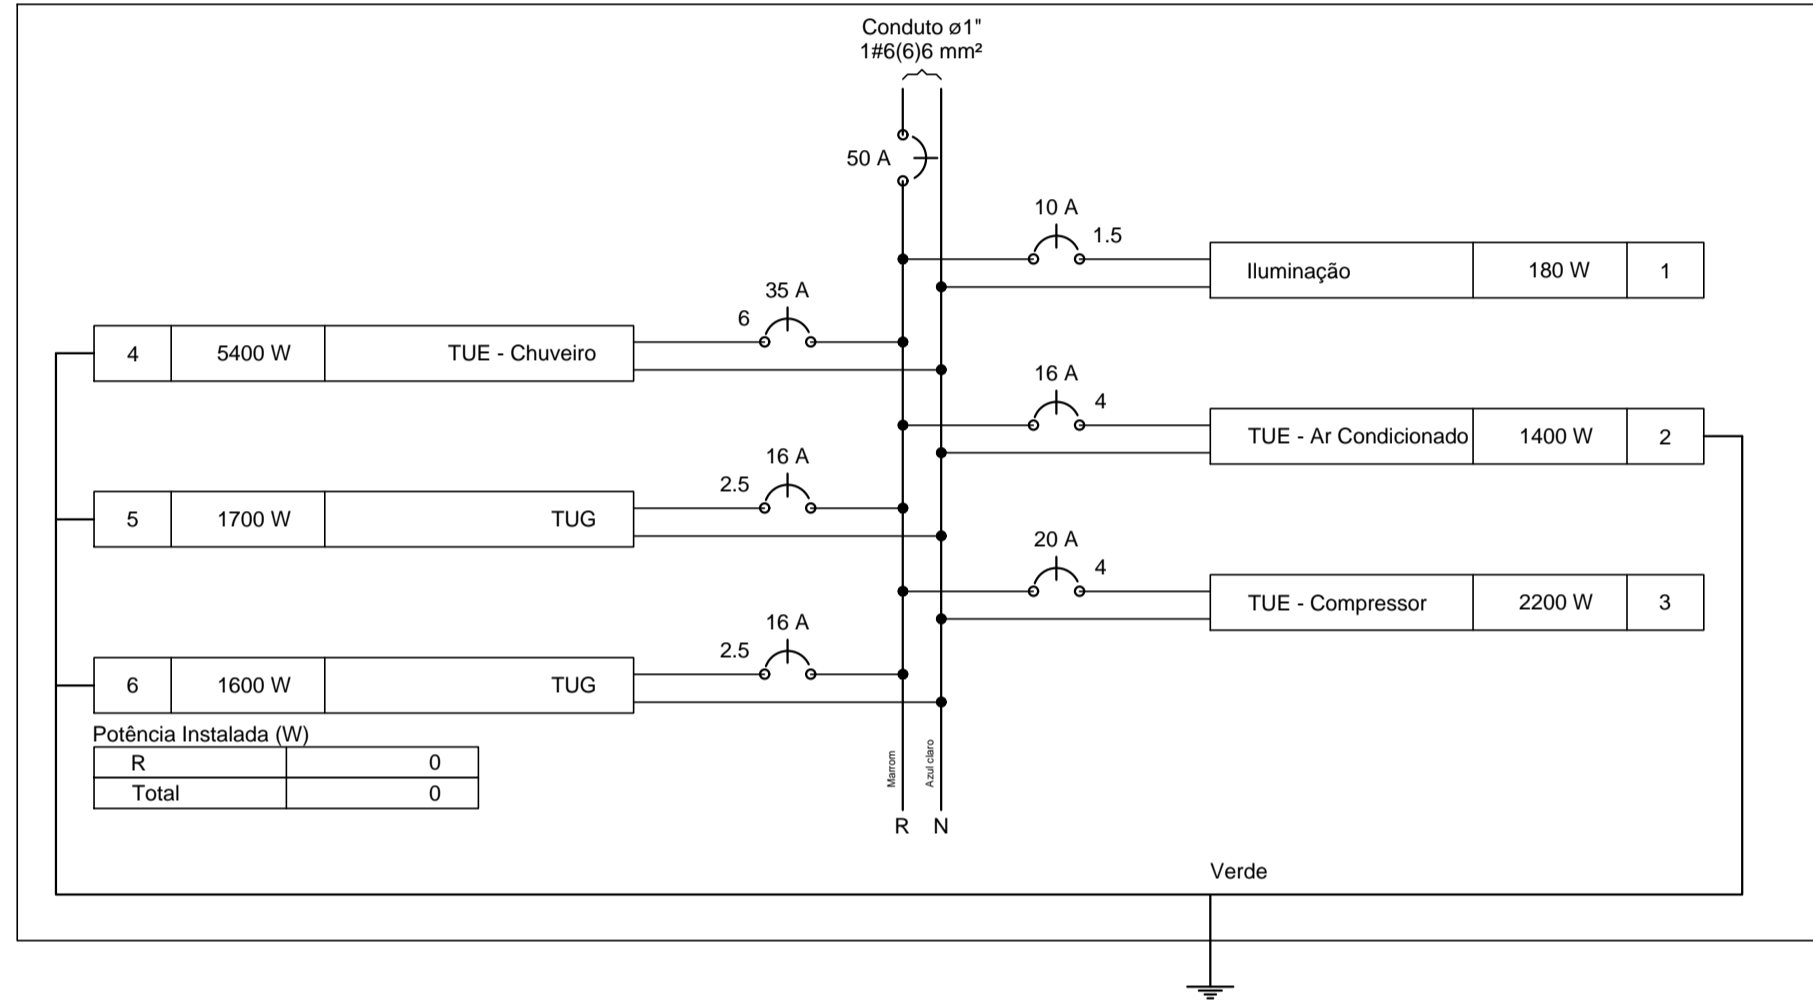 Conduto ø1"
1#6(6)6 mm²
50 A
10 A
1.5
Iluminação 180 W 1
35 A
6
4 5400 W TUE - Chuveiro
16 A
4
TUE - Ar Condicionado 1400 W 2
16 A
2.5
5 1700 W TUG
20 A
4
TUE - Compressor 2200 W 3
16 A
2.5
6 1600 W TUG
Potência Instalada (W)
R 0
Total 0
Marrom
Azul claro
R N
Verde